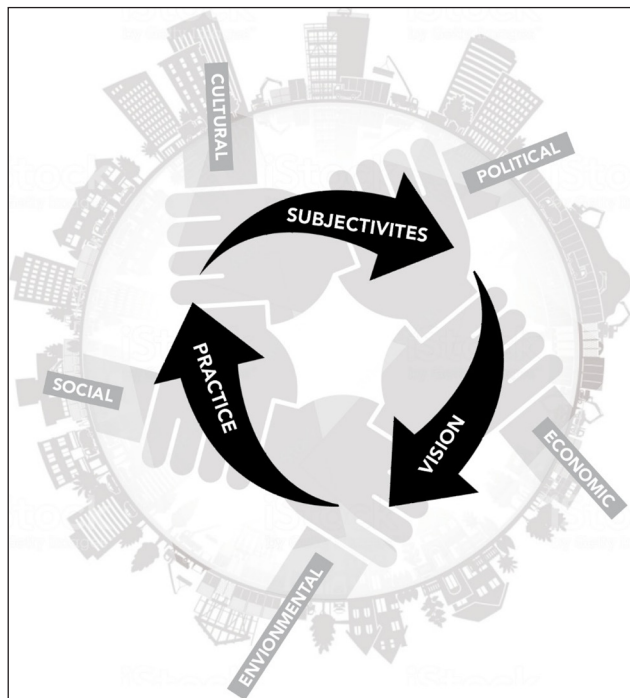 CULTURAL
POLITICAL
SUBJECTIVITES
PRACTICE
VISION
SOCIAL
ECONOMIC
ENVIONMENTAL